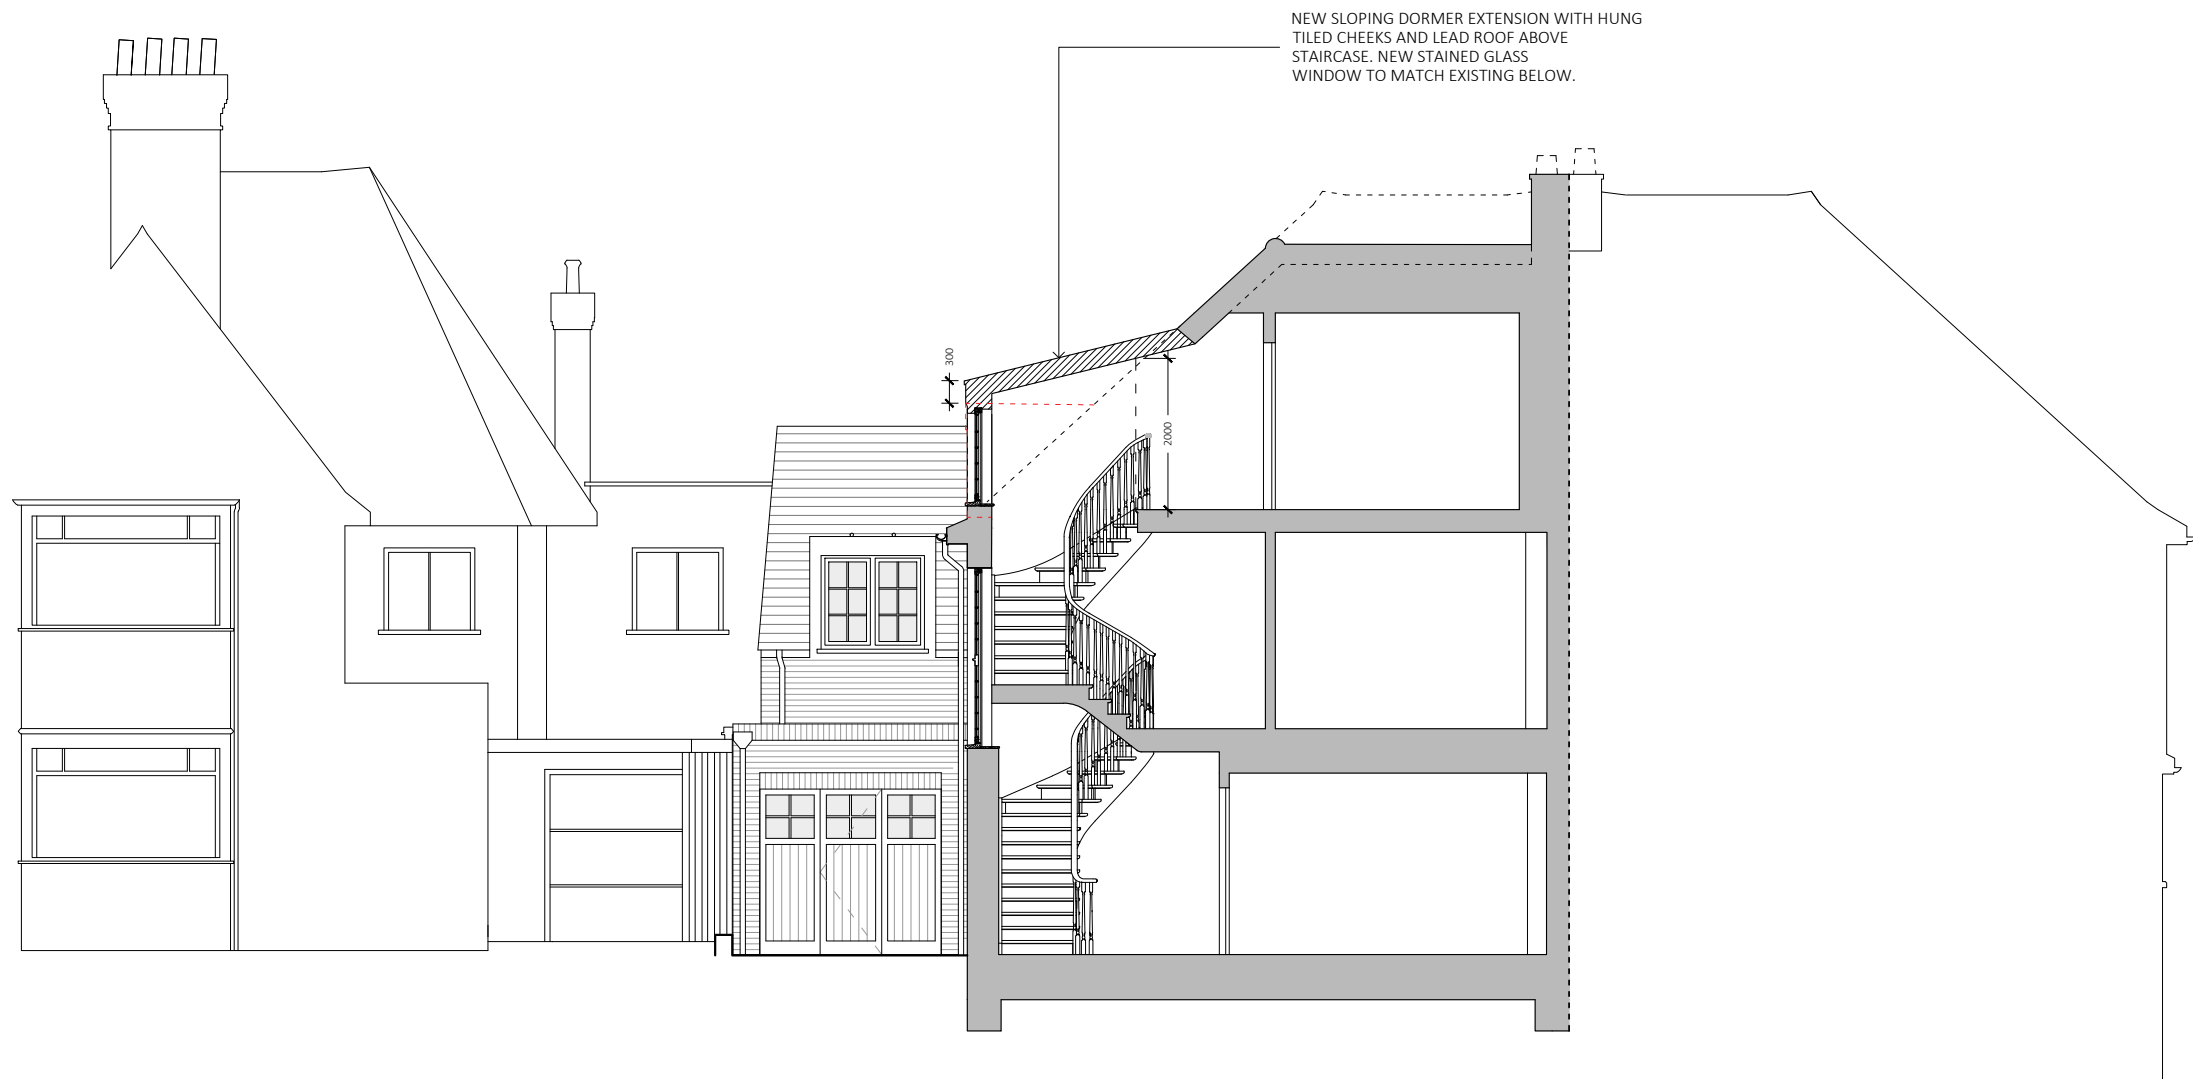 NEW SLOPING DORMER EXTENSION WITH HUNG
TILED CHEEKS AND LEAD ROOF ABOVE
STAIRCASE. NEW STAINED GLASS
WINDOW TO MATCH EXISTING BELOW.
300
2000